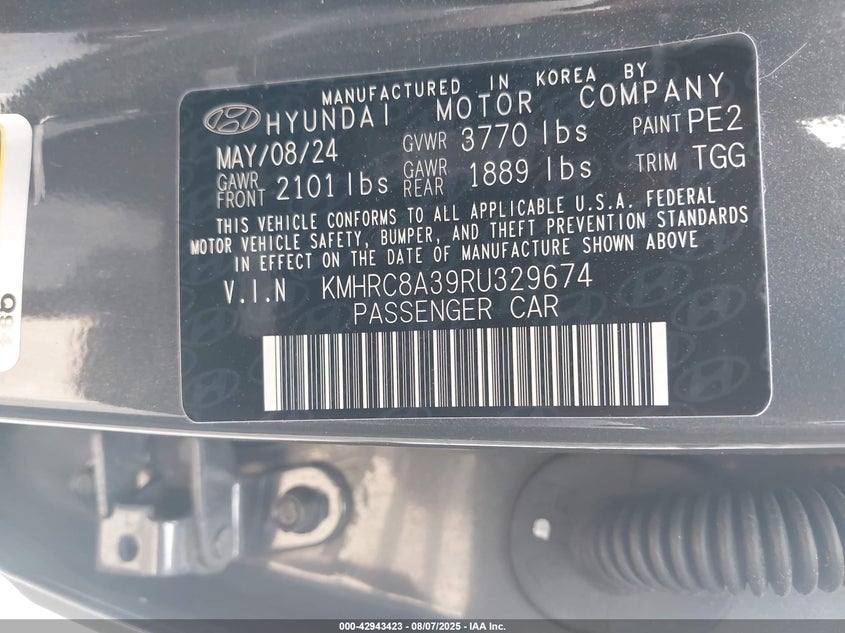 MANUFACTURED IN KOREA BY
HYUNDAI MOTOR COMPANY
MAY/08/24 GVWR 3770 lbs PAINT PE2
GAWR FRONT 2101 lbs GAWR REAR 1889 lbs TRIM TGG
THIS VEHICLE CONFORMS TO ALL APPLICABLE U.S.A. FEDERAL
MOTOR VEHICLE SAFETY, BUMPER, AND THEFT PREVENTION STANDARDS
IN EFFECT ON THE DATE OF MANUFACTURE SHOWN ABOVE
V.I.N KMHRC8A39RU329674
PASSENGER CAR
000-42943423 - 08/07/2025 - IAA Inc.